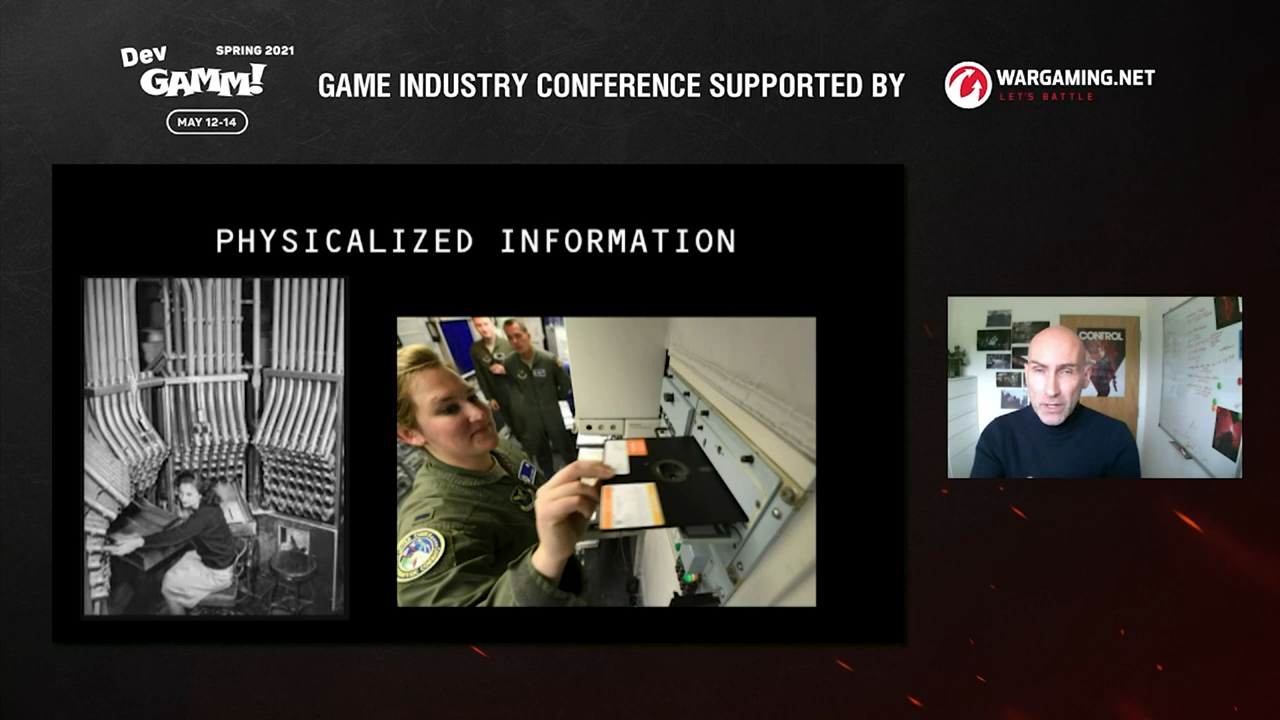 Dev
GAMM!
SPRING 2021
MAY 12-14
GAME INDUSTRY CONFERENCE SUPPORTED BY
WARGAMING.NET
LET'S BATTLE
PHYSICALIZED INFORMATION
CONTROL